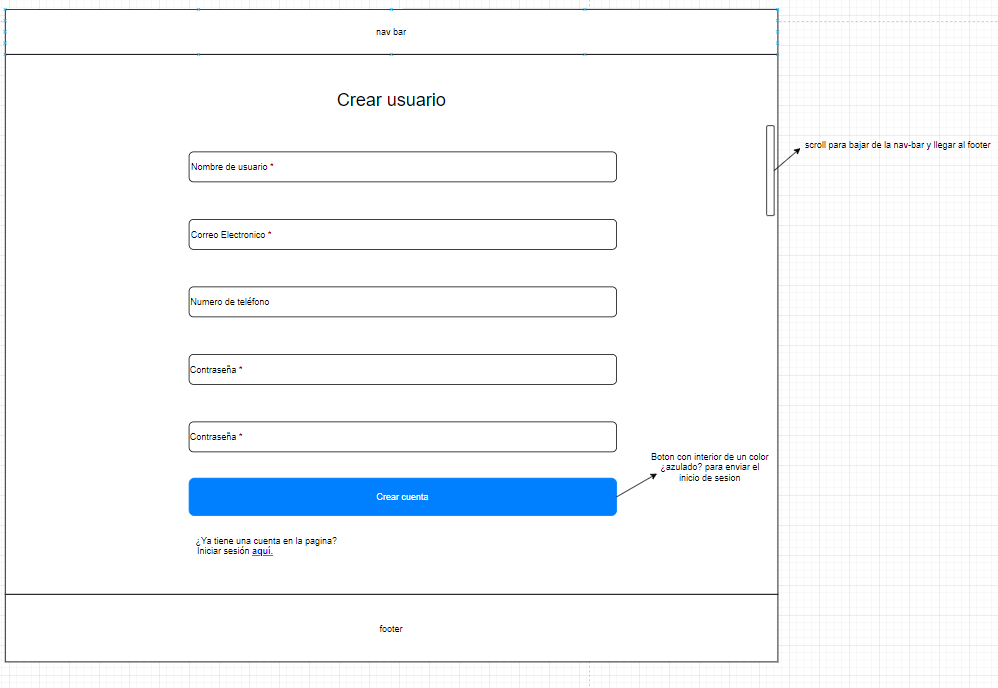 nav bar
Crear usuario
scroll para bajar de la nav-bar y llegar al footer
Nombre de usuario *
Correo Electronico *
Numero de teléfono
Contraseña *
Contraseña *
Boton con interior de un color
¿azulado? para enviar el
inicio de sesion
Crear cuenta
¿Ya tiene una cuenta en la pagina?
Iniciar sesión aquí.
footer